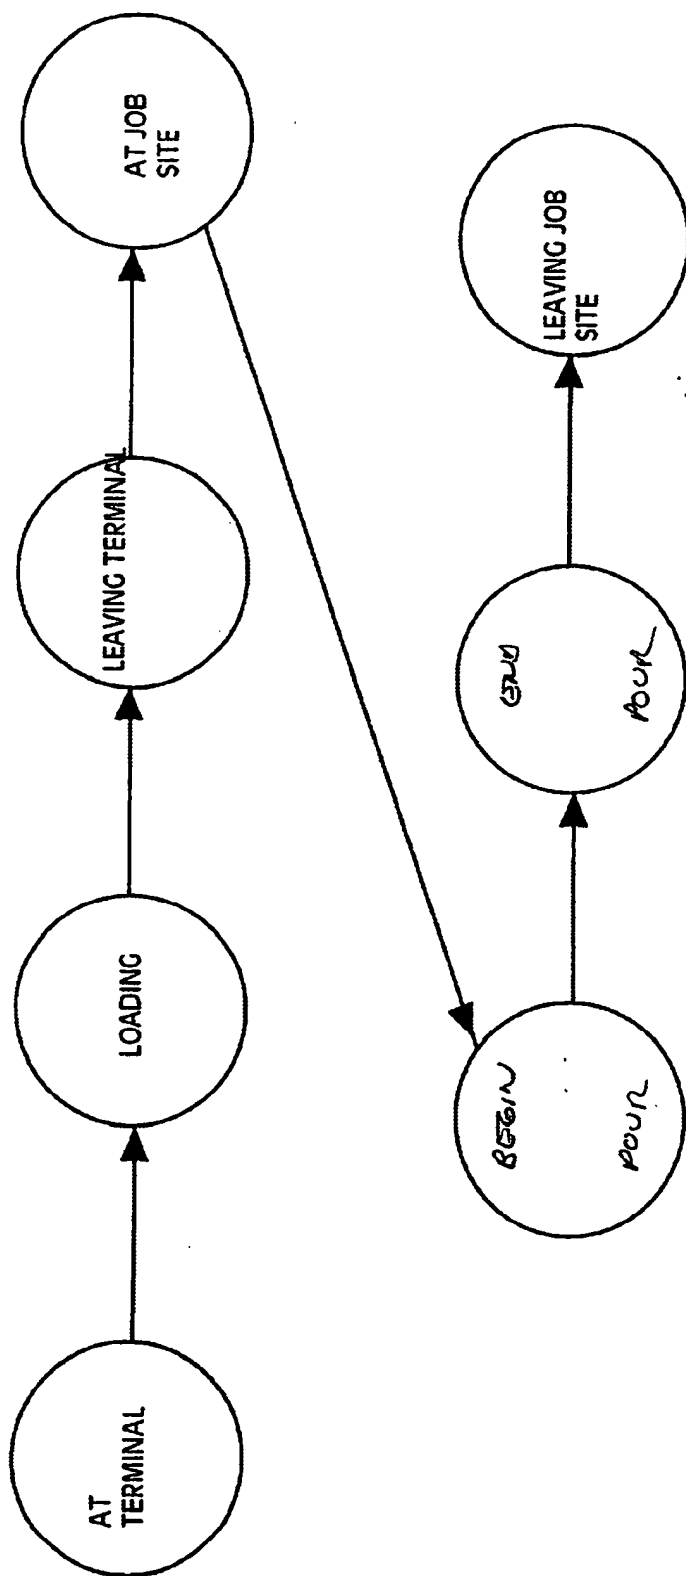 AT
TERMINAL
LOADING
LEAVING TERMINAL
AT JOB
SITE
BEGIN
POUR
END
POUR
LEAVING JOB
SITE